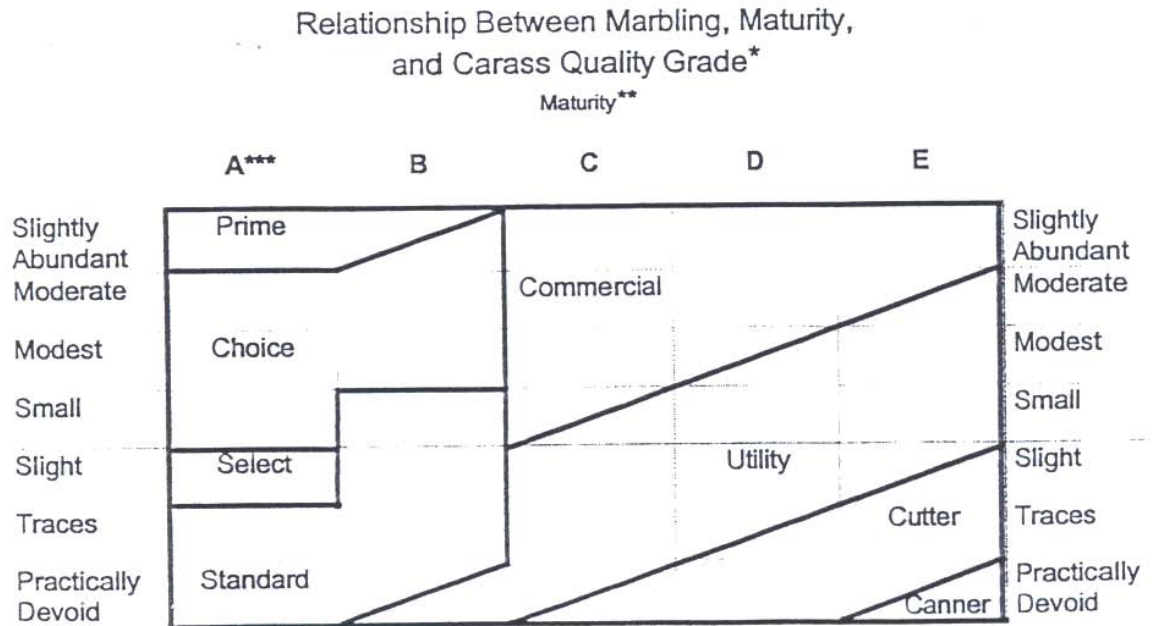 Relationship Between Marbling, Maturity,
and Carass Quality Grade*
Maturity**
A*** B C D E
Slightly
Abundant
Moderate
Modest
Small
Slight
Traces
Practically
Devoid
Prime
Commercial
Choice
Select
Utility
Cutter
Standard
Canner
Slightly
Abundant
Moderate
Modest
Small
Slight
Traces
Practically
Devoid